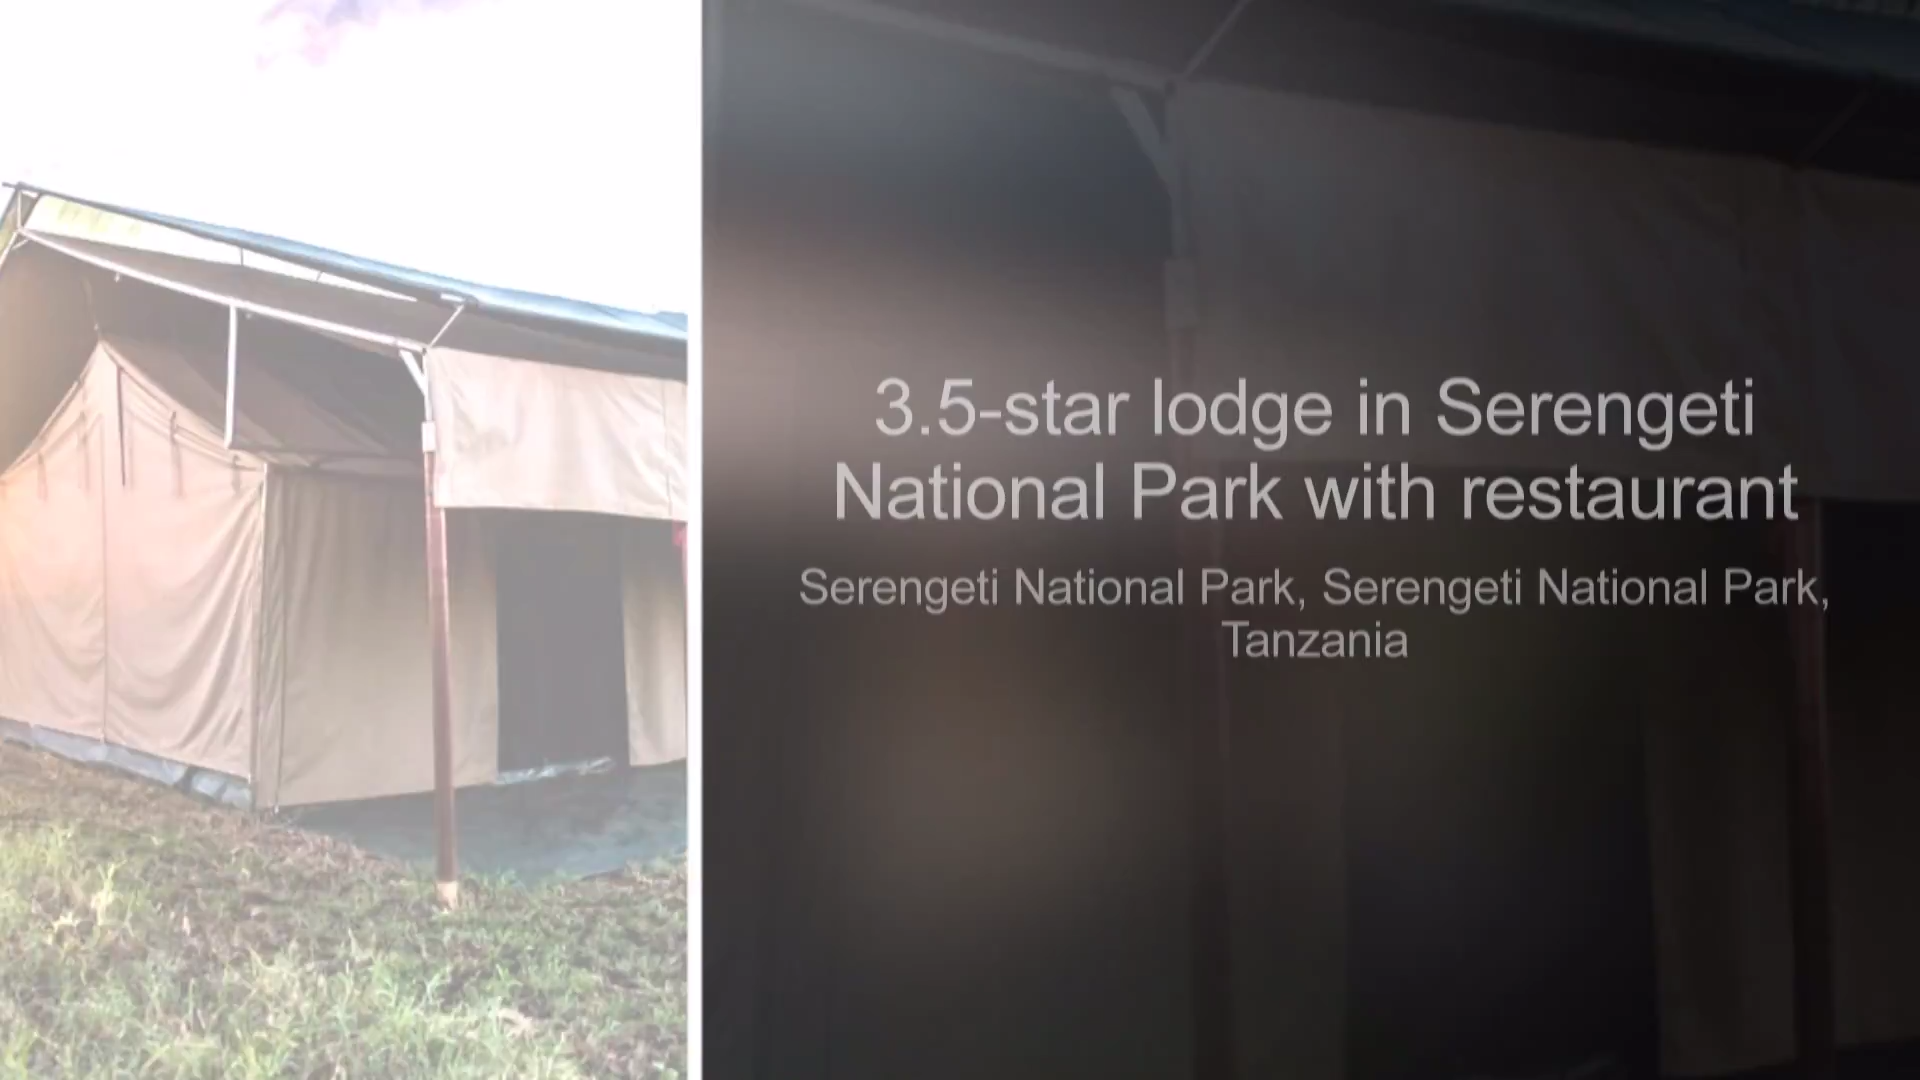 3.5-star lodge in Serengeti
National Park with restaurant
Serengeti National Park, Serengeti National Park,
Tanzania